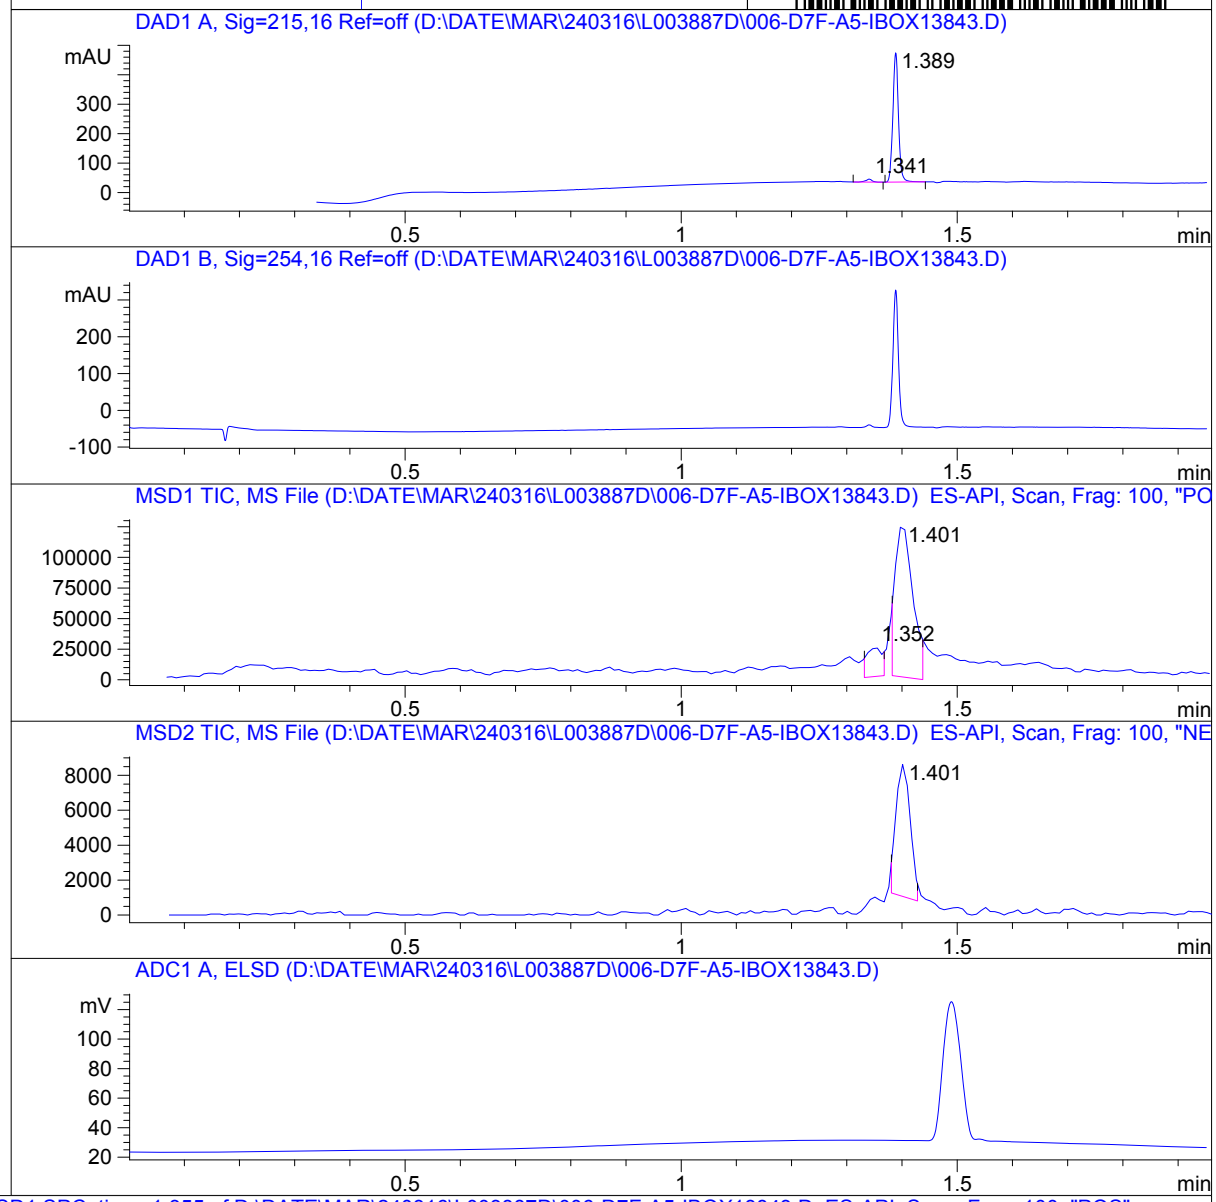 DAD1 A, Sig=215,16 Ref=off (D:\DATE\MAR\240316\L003887D\006-D7F-A5-IBOX13843.D)
mAU
1.389
300
200
1.341
100
0
0.5 1 1.5 min
DAD1 B, Sig=254,16 Ref=off (D:\DATE\MAR\240316\L003887D\006-D7F-A5-IBOX13843.D)
mAU
200
100
0
-100
0.5 1 1.5 min
MSD1 TIC, MS File (D:\DATE\MAR\240316\L003887D\006-D7F-A5-IBOX13843.D) ES-API, Scan, Frag: 100, "PO
1.401
100000
75000
50000
1.352
25000
0
0.5 1 1.5 min
MSD2 TIC, MS File (D:\DATE\MAR\240316\L003887D\006-D7F-A5-IBOX13843.D) ES-API, Scan, Frag: 100, "NE
1.401
8000
6000
4000
2000
0
0.5 1 1.5 min
ADC1 A, ELSD (D:\DATE\MAR\240316\L003887D\006-D7F-A5-IBOX13843.D)
mV
100
80
60
40
20
0.5 1 1.5 min